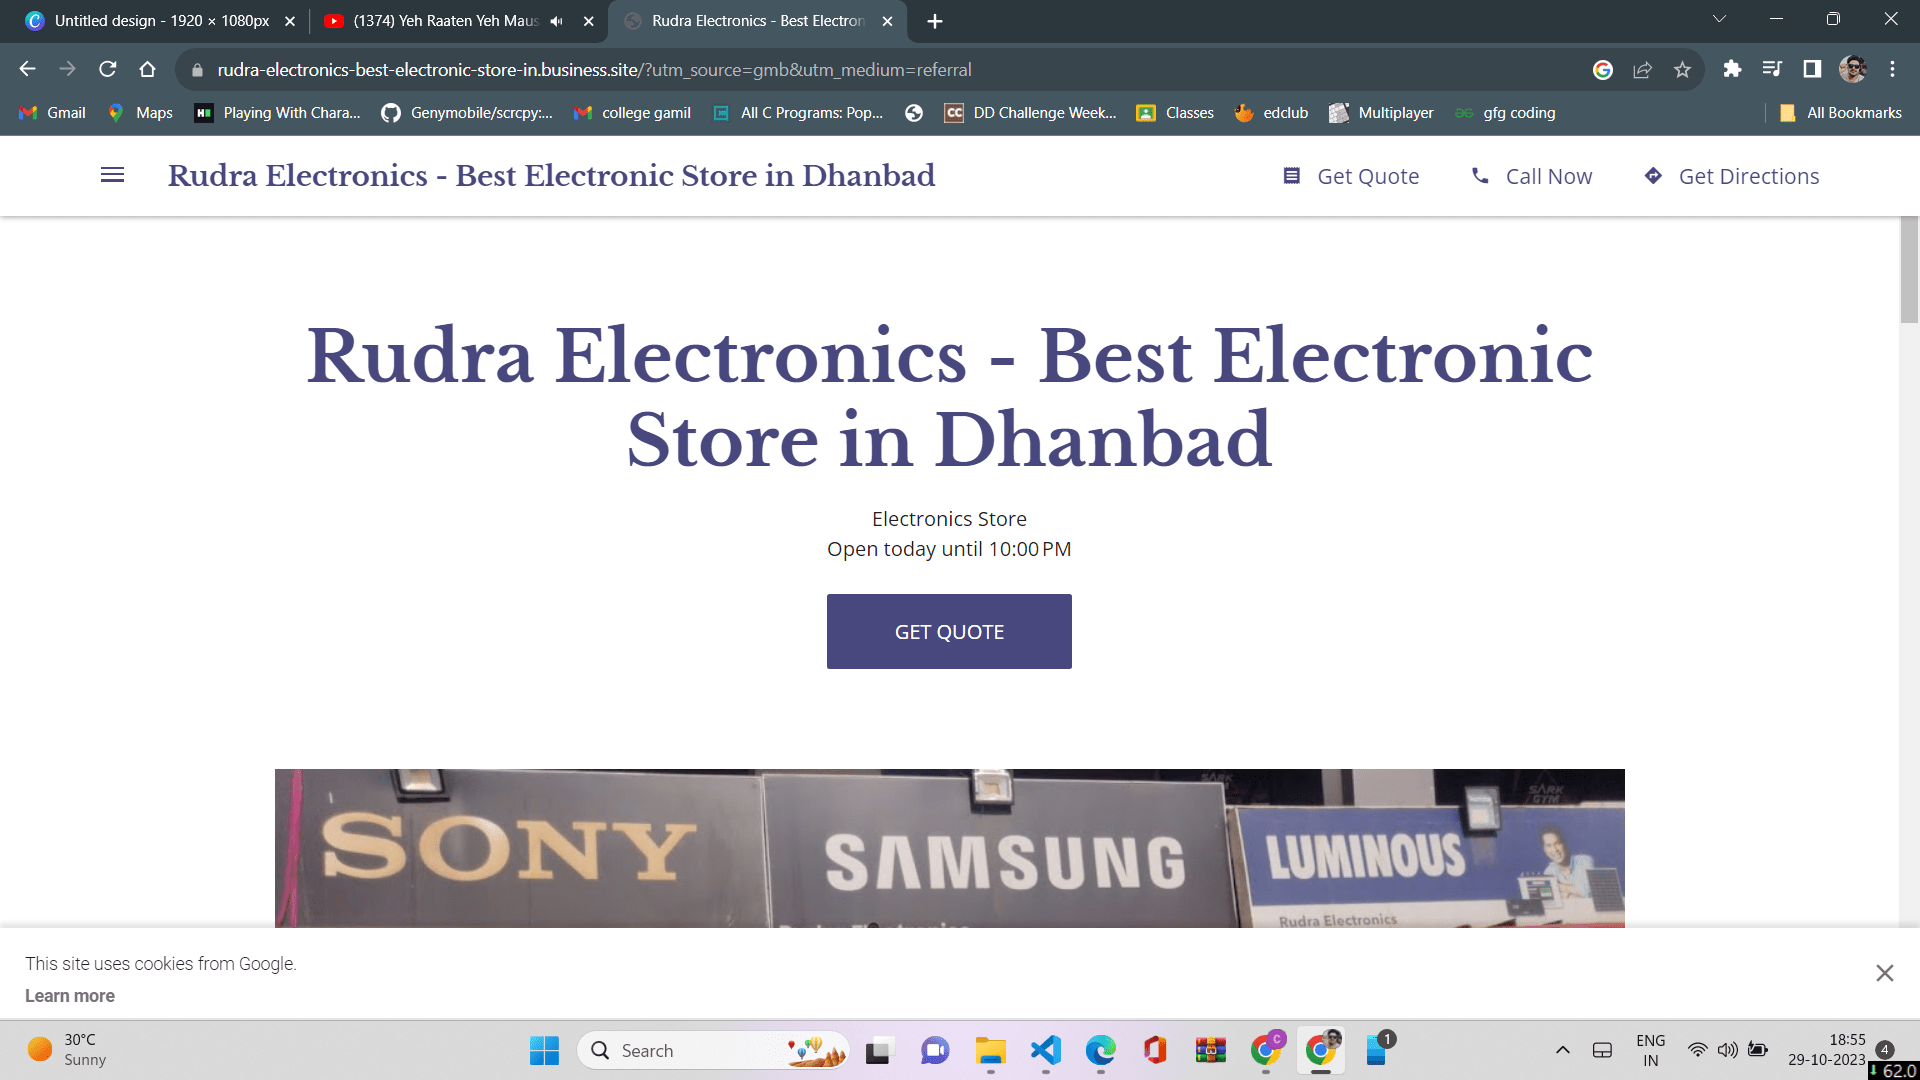 Untitled design - 1920 × 1080px
(1374) Yeh Raaten Yeh Maus
Rudra Electronics - Best Electron
rudra-electronics-best-electronic-store-in.business.site/?utm_source=gmb&utm_medium=referral
Gmail
Maps
Playing With Chara...
Genymobile/scrcpy:...
college gamil
All C Programs: Pop...
DD Challenge Week...
Classes
edclub
Multiplayer
gfg coding
All Bookmarks
Rudra Electronics - Best Electronic Store in Dhanbad
Get Quote
Call Now
Get Directions
Rudra Electronics - Best Electronic
Store in Dhanbad
Electronics Store
Open today until 10:00 PM
GET QUOTE
SARK
GYM
SONY
SAMSUNG
LUMINOUS
Rudra Electronics
This site uses cookies from Google.
Learn more
30°C
Sunny
Search
1
ENG
IN
18:55
29-10-2023
4
62.0